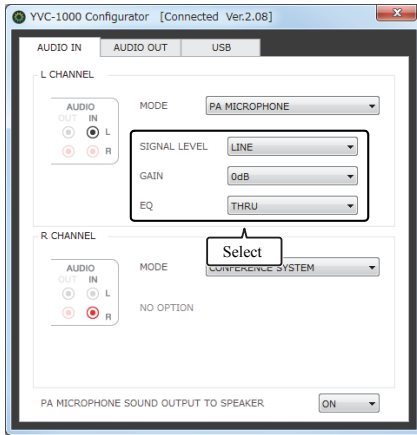 YVC-1000 Configurator [Connected Ver.2.08]
AUDIO IN AUDIO OUT USB
L CHANNEL
AUDIO
OUT IN
L
R
MODE PA MICROPHONE
SIGNAL LEVEL LINE
GAIN 0dB
EQ THRU
Select
R CHANNEL
AUDIO
OUT IN
L
R
MODE CONFERENCE SYSTEM
NO OPTION
PA MICROPHONE SOUND OUTPUT TO SPEAKER ON